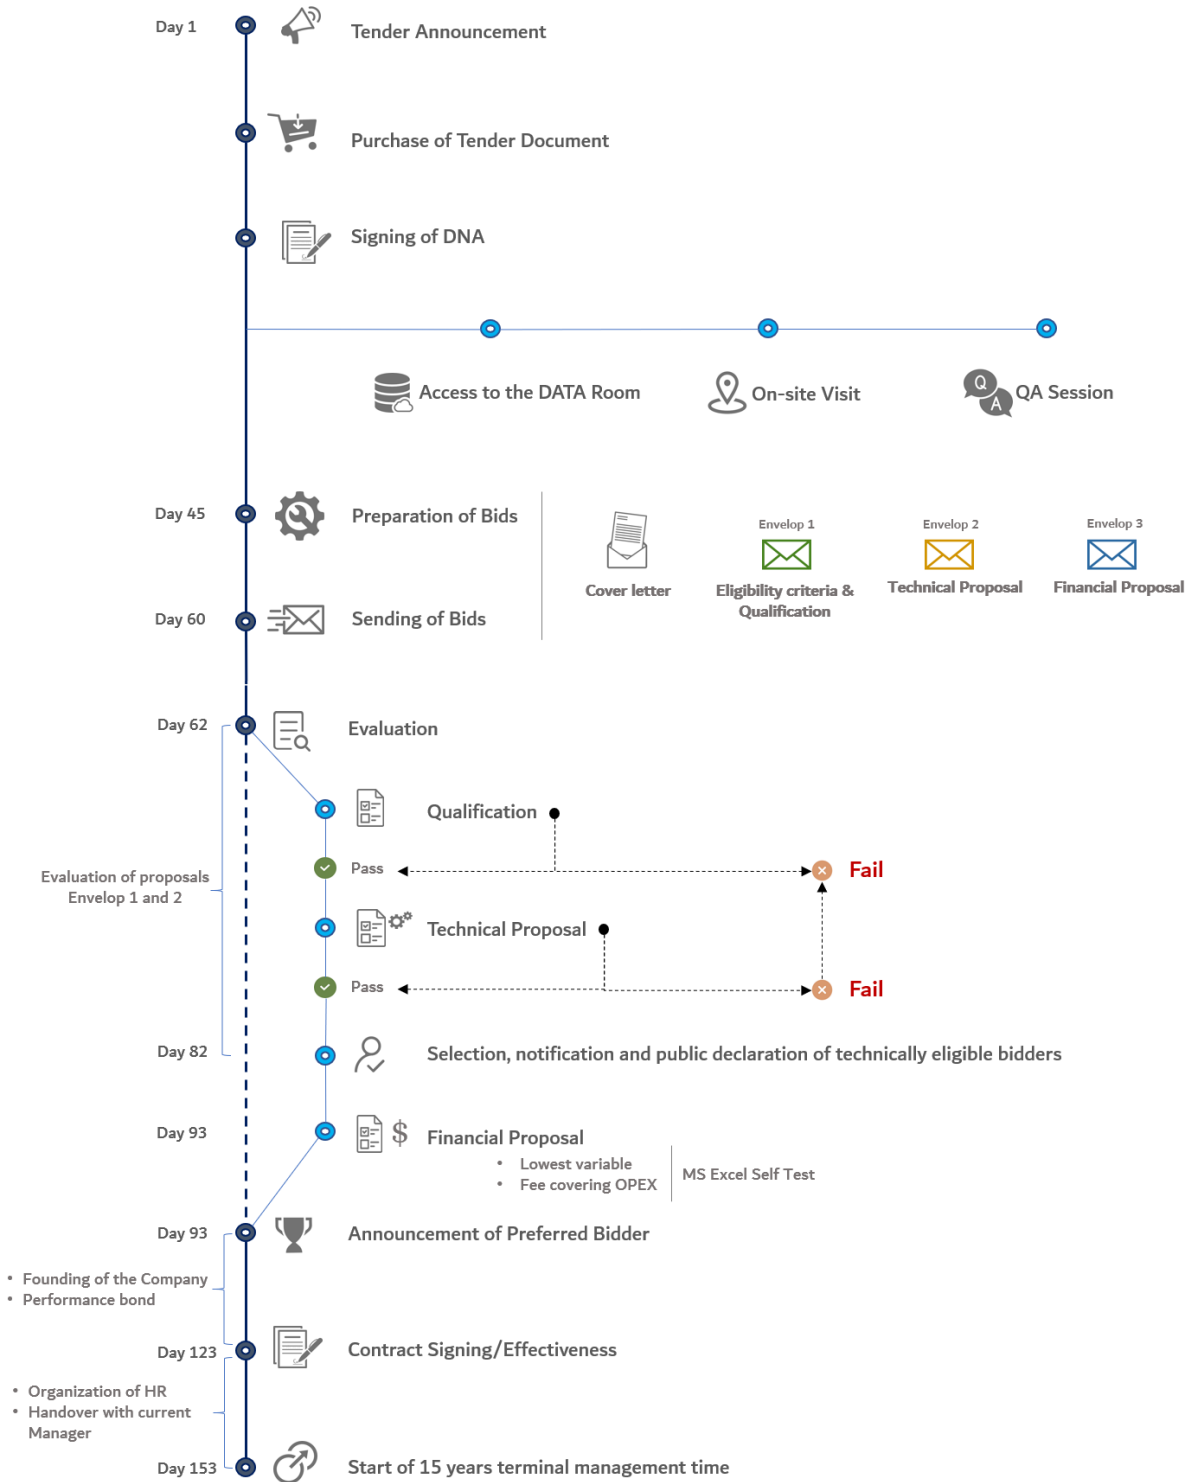 Day 1
Tender Announcement
Purchase of Tender Document
Signing of DNA
Access to the DATA Room
On-site Visit
Q
A
QA Session
Day 45
Preparation of Bids
Cover letter
Envelop 1
Eligibility criteria &
Qualification
Envelop 2
Technical Proposal
Envelop 3
Financial Proposal
Day 60
Sending of Bids
Day 62
Evaluation
Qualification
Pass
Fail
Evaluation of proposals
Envelop 1 and 2
Technical Proposal
Pass
Fail
Day 82
Selection, notification and public declaration of technically eligible bidders
Day 93
$
Financial Proposal
• Lowest variable
• Fee covering OPEX
MS Excel Self Test
Day 93
Announcement of Preferred Bidder
• Founding of the Company
• Performance bond
Day 123
Contract Signing/Effectiveness
• Organization of HR
• Handover with current
Manager
Day 153
Start of 15 years terminal management time